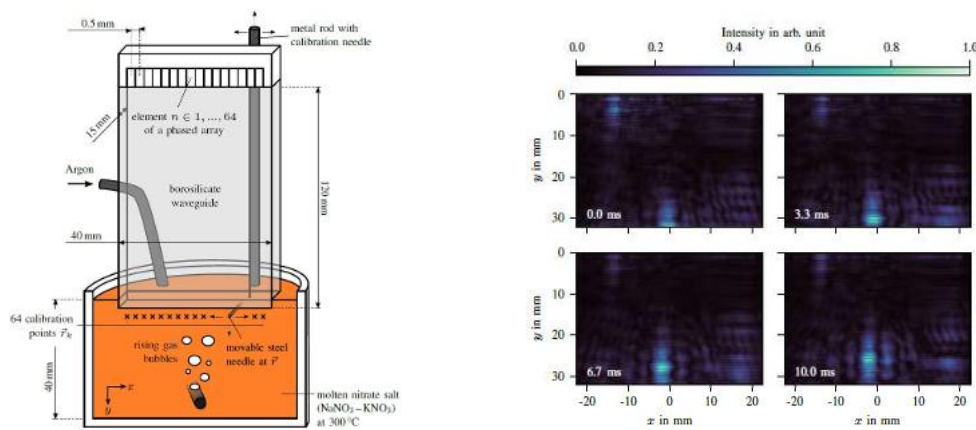 0.5 mm
metal rod with
calibration needle
element n ∈ 1, ..., 64
of a phased array
15 mm
Argon
borosilicate
waveguide
120 mm
40 mm
64 calibration
points r⃗ₖ
rising gas
bubbles
movable steel
needle at r⃗
40 mm
x
y
molten nitrate salt
(NaNO₃–KNO₃)
at 300 °C
Intensity in arb. unit
0.0 0.2 0.4 0.6 0.8 1.0
0
10
20
30
y in mm
0.0 ms
3.3 ms
0
10
20
30
y in mm
6.7 ms
10.0 ms
-20 -10 0 10 20
-20 -10 0 10 20
x in mm
x in mm